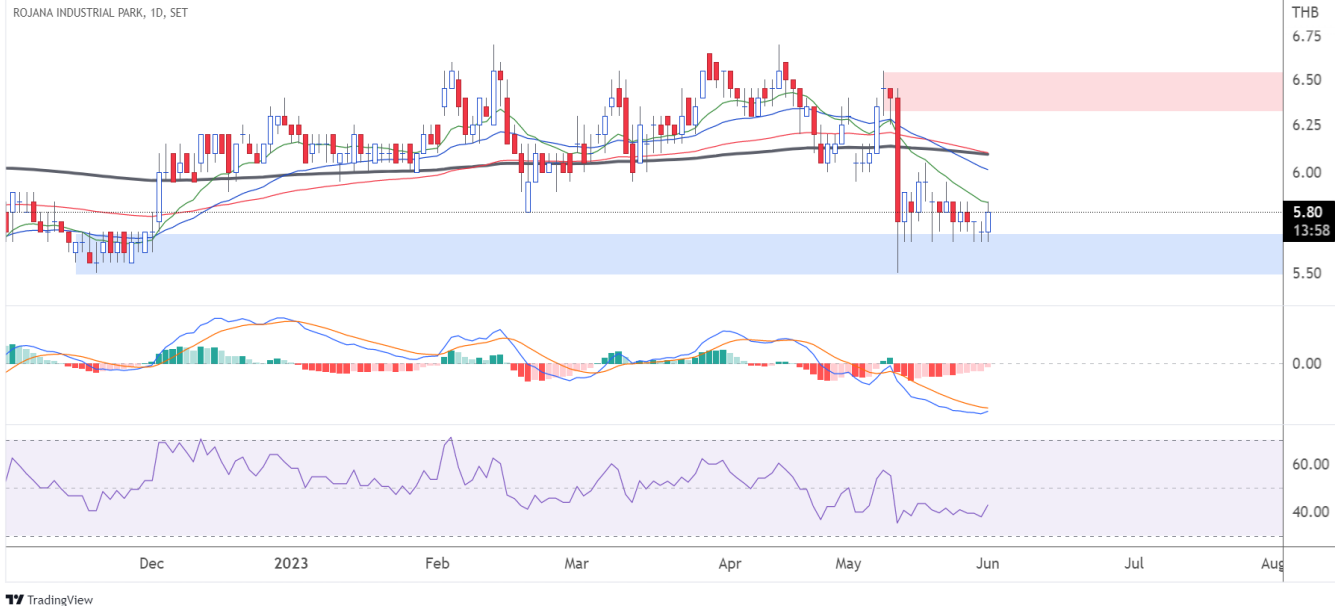 ROJANA INDUSTRIAL PARK, 1D, SET
THB
6.75
6.50
6.25
6.00
5.80
13:58
5.50
0.00
60.00
40.00
Dec 2023 Feb Mar Apr May Jun Jul Aug
TradingView